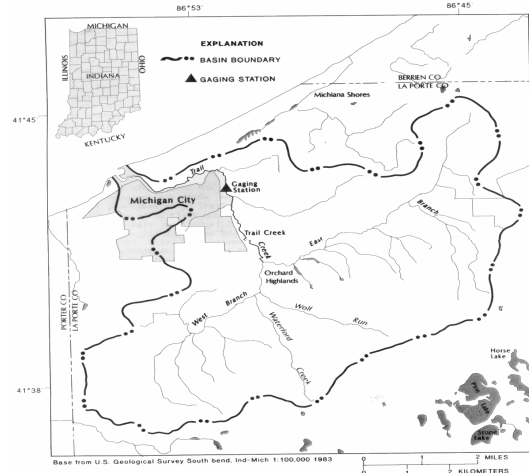 86°53'
86°45'
MICHIGAN
ILLINOIS
INDIANA
OHIO
KENTUCKY
EXPLANATION
BASIN BOUNDARY
GAGING STATION
BERRIEN CO
LA PORTE CO
Michiana Shores
41°45
Trail
Gaging
Station
Michigan City
Branch
Trail Creek
Creek
East
Orchard
Highlands
PORTER CO
LA PORTE CO
Branch
West
Wolf
Run
Waterford
Creek
41°38
Horse
Lake
Pine
Lake
Stone
Lake
Base from U.S. Geological Survey South bend, Ind-Mich 1:100,000 1983
0 1 2 MILES
0 1 2 KILOMETERS